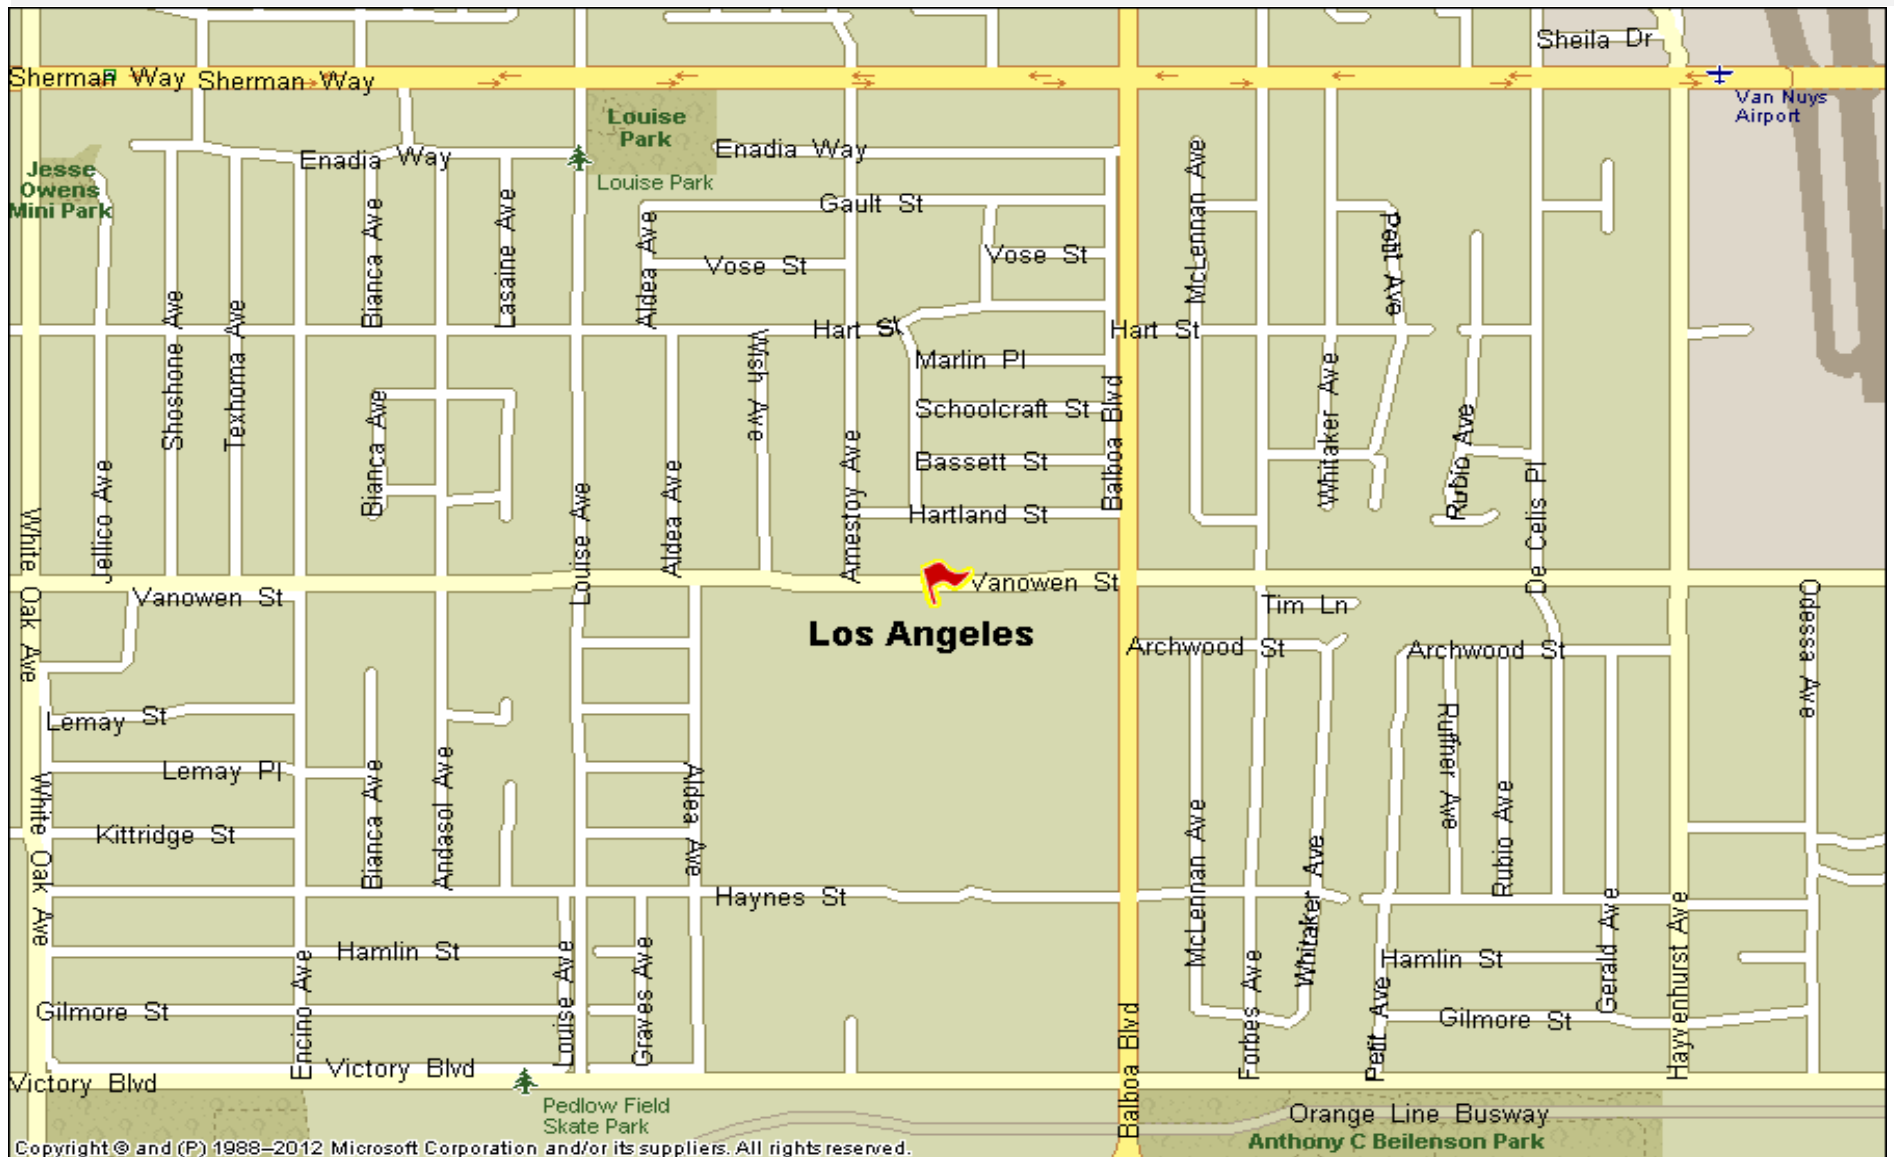 Sheila Dr
Sherman Way
Sherman Way
Van Nuys
Airport
Louise
Park
Enadia Way
Enadia Way
Jesse
Owens
Mini Park
Louise Park
Gault St
McLennan Ave
Petit Ave
Bianca Ave
Lasaine Ave
Aldea Ave
Vose St
Vose St
Shoshone Ave
Texhoma Ave
Hart St
St
Hart St
Wish Ave
Marlin Pl
Whitaker Ave
Schoolcraft St
Balboa Blvd
Bianca Ave
Rubio Ave
Amestoy Ave
Bassett St
Jellico Ave
Louise Ave
Aldea Ave
De Celis Pl
White Oak Ave
Hartland St
Vanowen St
Vanowen St
Tim Ln
Odessa Ave
Los Angeles
Archwood St
Archwood St
Lemay St
Ruffner Ave
Lemay Pl
Bianca Ave
Andasol Ave
Aldea Ave
White Oak Ave
Kittridge St
McLennan Ave
Rubio Ave
Whitaker Ave
Haynes St
Gerald Ave
Hayvenhurst Ave
Hamlin St
Hamlin St
Encino Ave
Louise Ave
Graves Ave
Forbes Ave
Petit Ave
Gilmore St
Gilmore St
Balboa Blvd
Victory Blvd
Victory Blvd
Pedlow Field
Skate Park
Orange Line Busway
Anthony C Beilenson Park
Copyright © and (P) 1988–2012 Microsoft Corporation and/or its suppliers. All rights reserved.